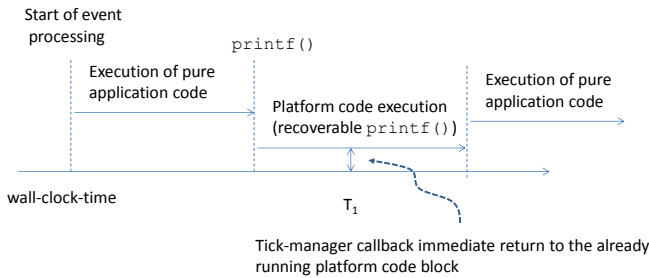 Start of event
processing
printf()
Execution of pure
application code
Platform code execution
(recoverable printf())
Execution of pure
application code
wall-clock-time
T1
Tick-manager callback immediate return to the already
running platform code block